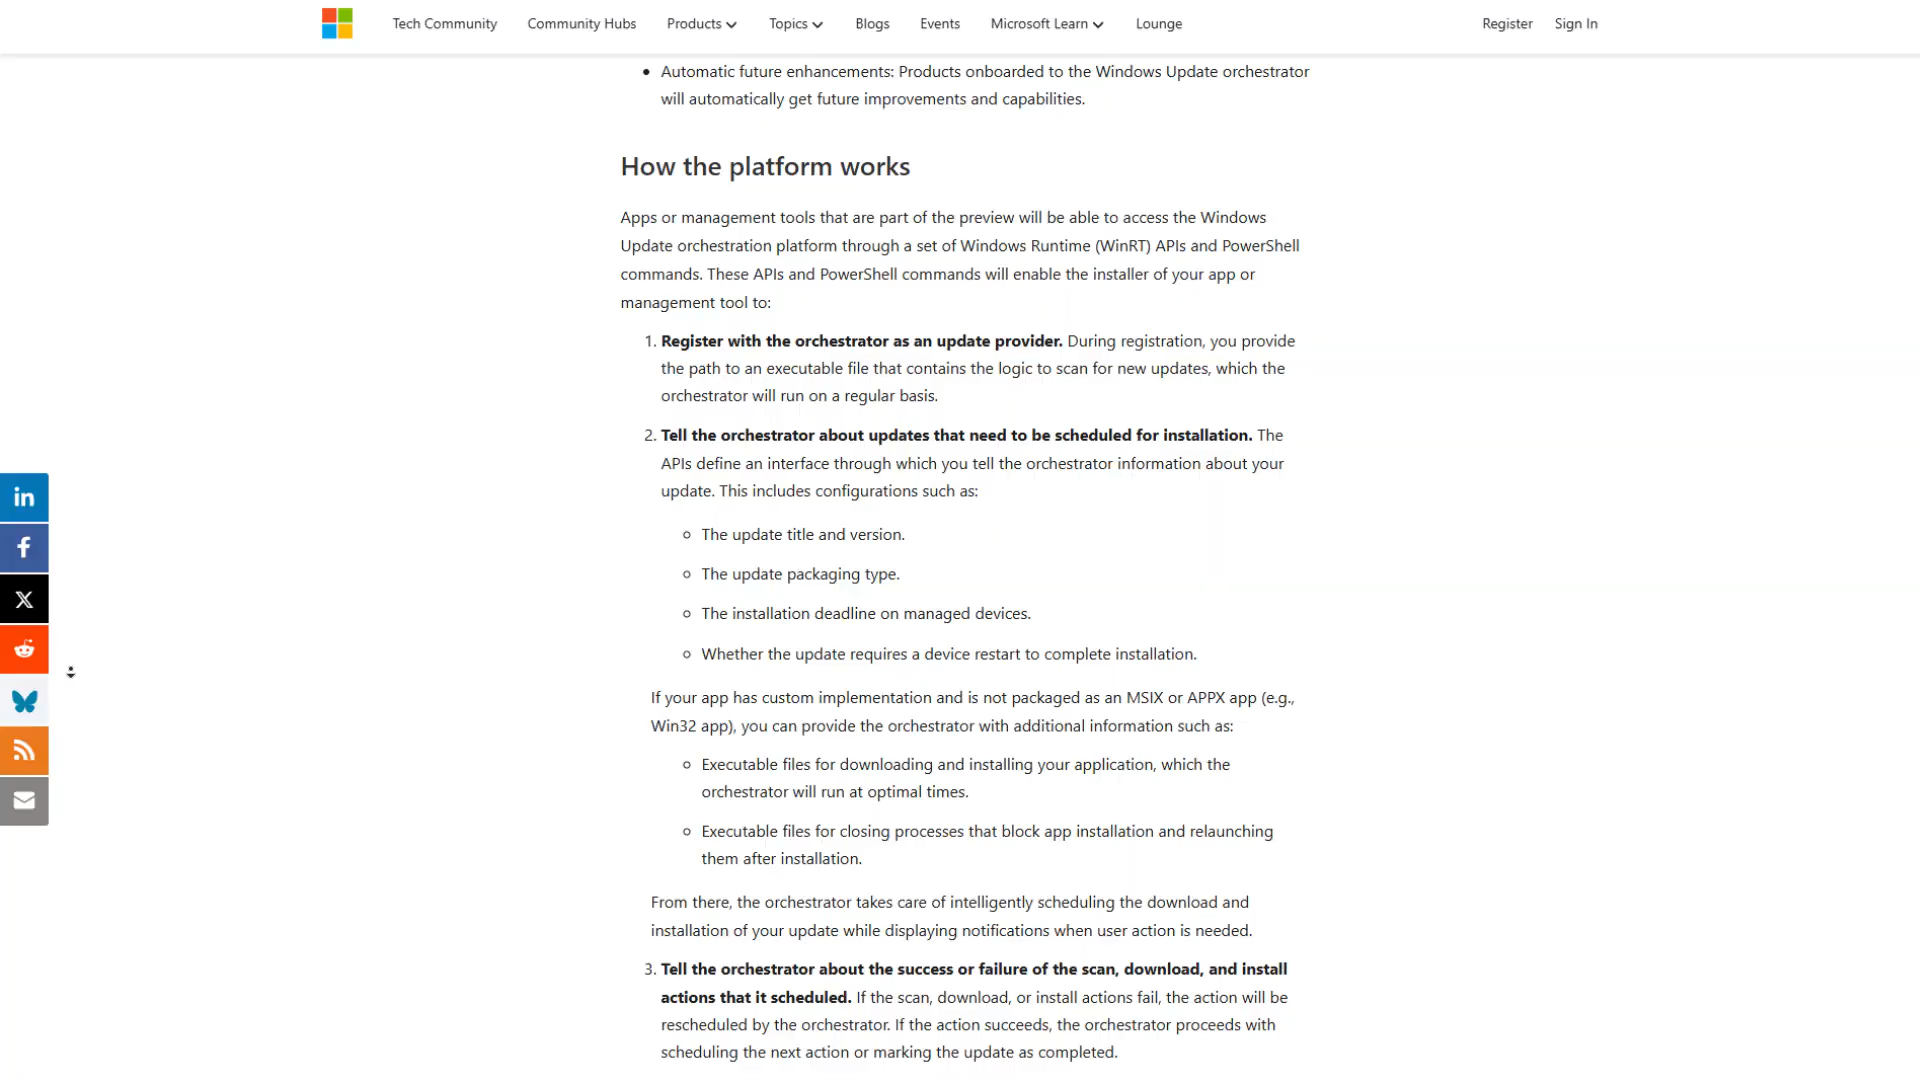 Tech Community Community Hubs Products Topics Blogs Events Microsoft Learn Lounge Register Sign In
• Automatic future enhancements: Products onboarded to the Windows Update orchestrator
will automatically get future improvements and capabilities.
How the platform works
Apps or management tools that are part of the preview will be able to access the Windows
Update orchestration platform through a set of Windows Runtime (WinRT) APIs and PowerShell
commands. These APIs and PowerShell commands will enable the installer of your app or
management tool to:
1. Register with the orchestrator as an update provider. During registration, you provide
the path to an executable file that contains the logic to scan for new updates, which the
orchestrator will run on a regular basis.
2. Tell the orchestrator about updates that need to be scheduled for installation. The
APIs define an interface through which you tell the orchestrator information about your
update. This includes configurations such as:
○ The update title and version.
○ The update packaging type.
○ The installation deadline on managed devices.
○ Whether the update requires a device restart to complete installation.
If your app has custom implementation and is not packaged as an MSIX or APPX app (e.g.,
Win32 app), you can provide the orchestrator with additional information such as:
○ Executable files for downloading and installing your application, which the
orchestrator will run at optimal times.
○ Executable files for closing processes that block app installation and relaunching
them after installation.
From there, the orchestrator takes care of intelligently scheduling the download and
installation of your update while displaying notifications when user action is needed.
3. Tell the orchestrator about the success or failure of the scan, download, and install
actions that it scheduled. If the scan, download, or install actions fail, the action will be
rescheduled by the orchestrator. If the action succeeds, the orchestrator proceeds with
scheduling the next action or marking the update as completed.